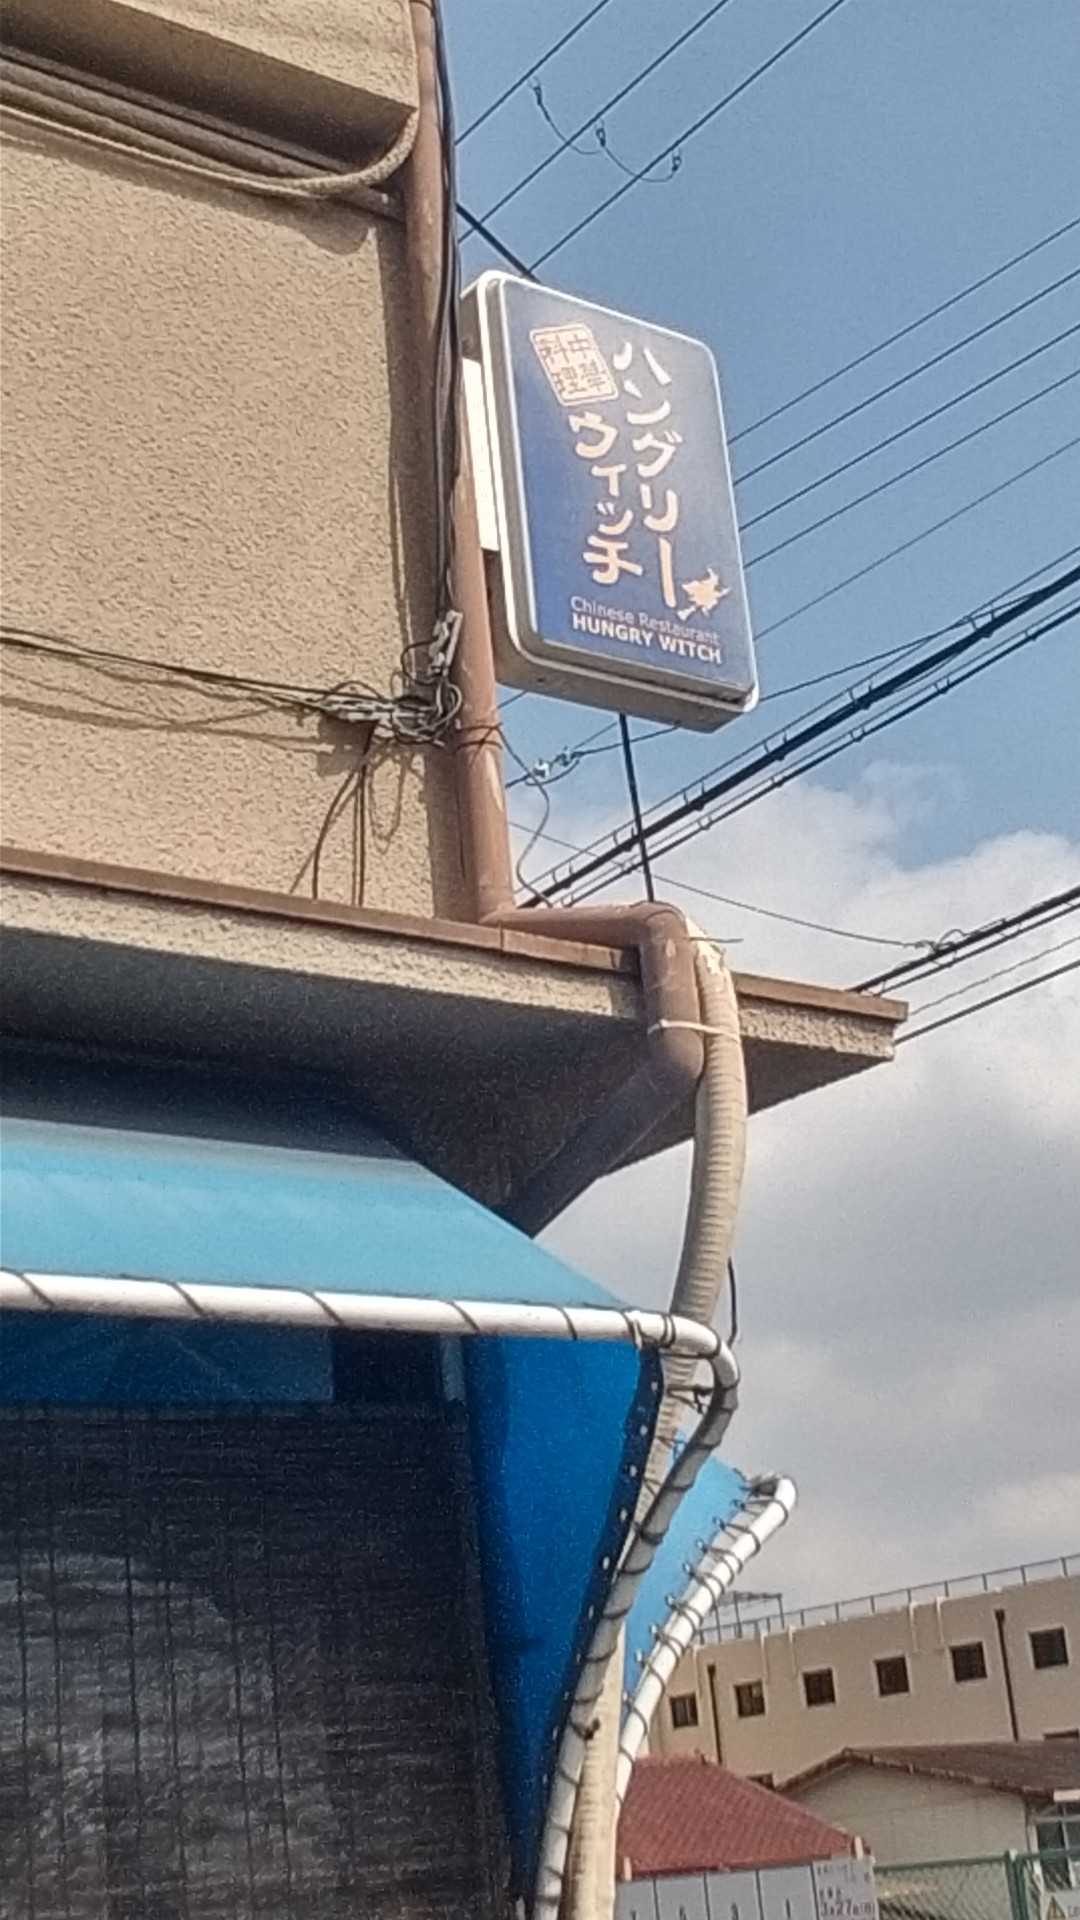 中華
料理
ハングリー
ウィッチ
Chinese Restaurant
HUNGRY WITCH